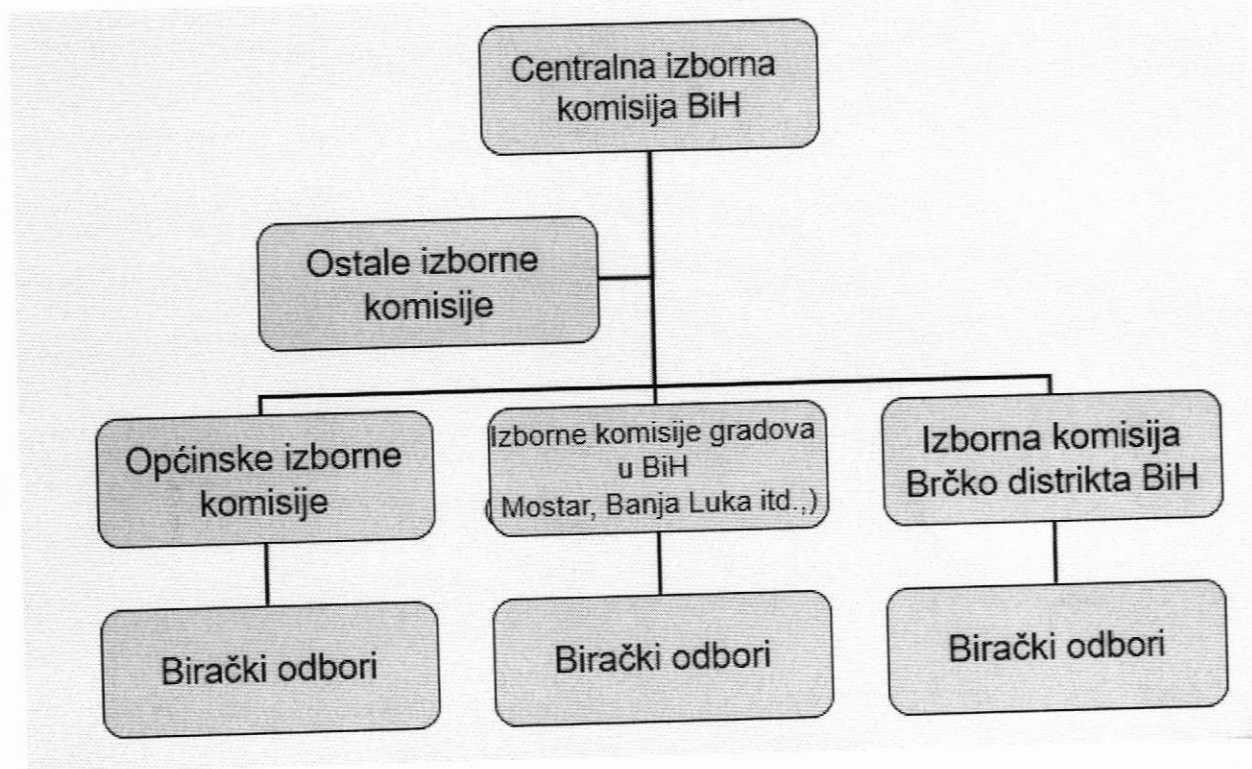 Centralna izborna
komisija BiH
Ostale izborne
komisije
Općinske izborne
komisije
Izborne komisije gradova
u BiH
( Mostar, Banja Luka itd.,)
Izborna komisija
Brčko distrikta BiH
Birački odbori
Birački odbori
Birački odbori